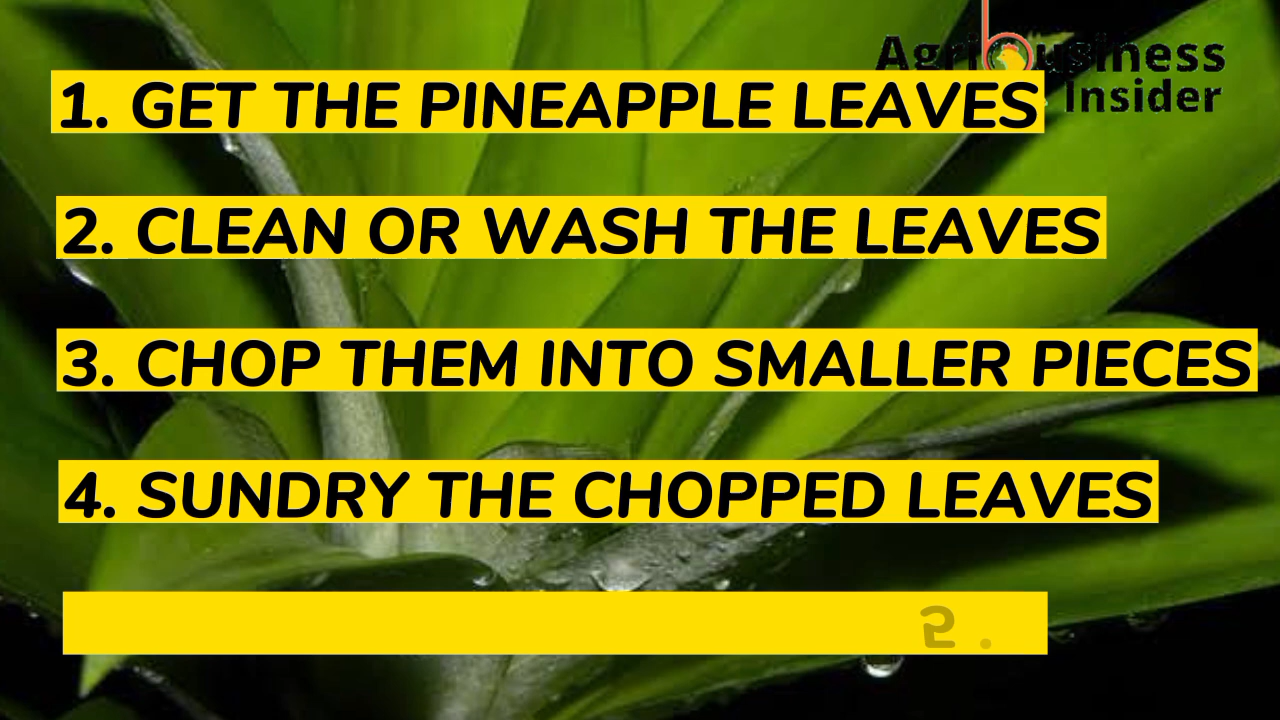 Agribusiness
Insider
1. GET THE PINEAPPLE LEAVES
2. CLEAN OR WASH THE LEAVES
3. CHOP THEM INTO SMALLER PIECES
4. SUNDRY THE CHOPPED LEAVES